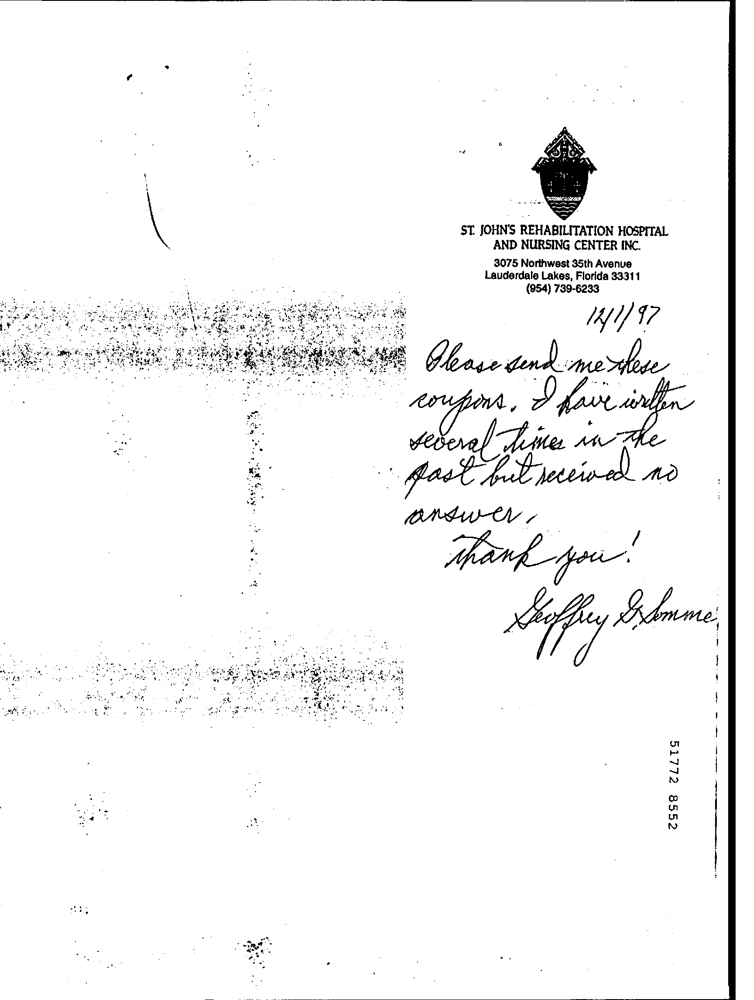 ST. JOHN'S REHABILITATION HOSPITAL
AND NURSING CENTER INC.
3075 Northwest 35th Avenue
Lauderdale Lakes, Florida 33311
(954) 739-6233
12/1/97
Please send me these
coupons. I have written
several times in the
past but received no
answer.
Thank you!
Geoffrey G. Somme
51772 8552